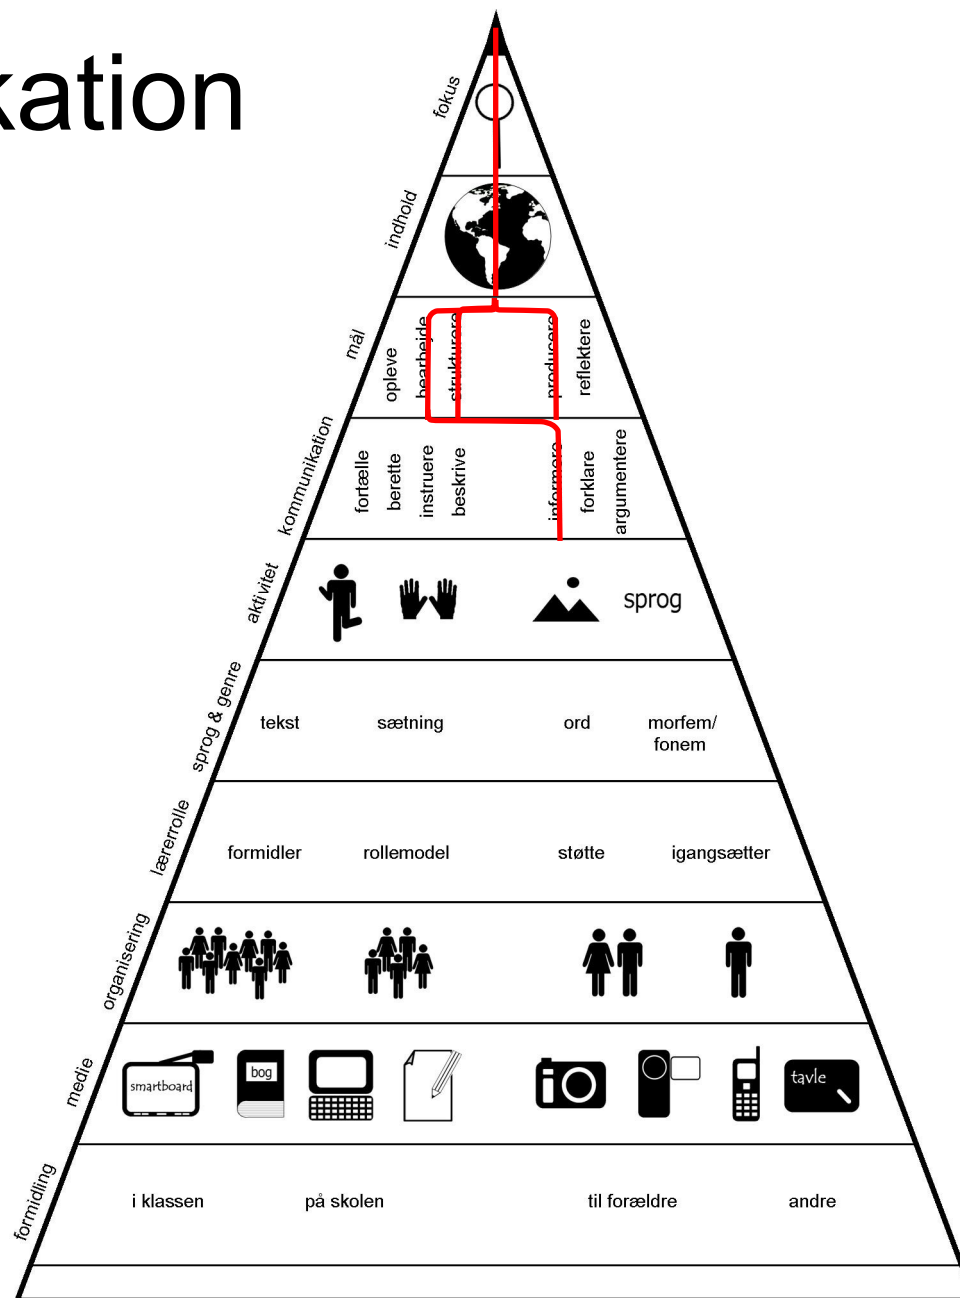 kation
fokus
indhold
mål
opleve
bearbejde
strukturere
producere
reflektere
kommunikation
fortælle
berette
instruere
beskrive
informere
forklare
argumentere
aktivitet
sprog
sprog & genre
tekst
sætning
ord
morfem/
fonem
lærerrolle
formidler
rollemodel
støtte
igangsætter
organisering
medie
smartboard
bog
tavle
formidling
i klassen
på skolen
til forældre
andre